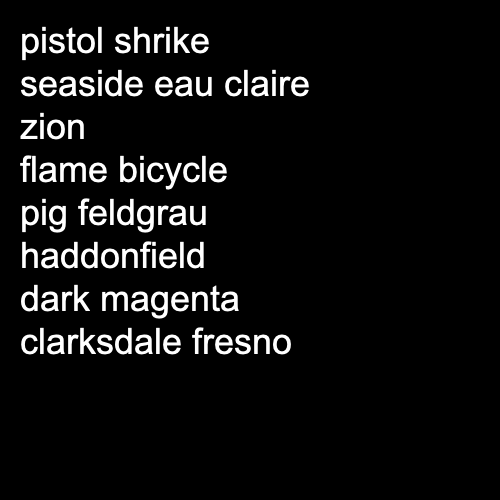 pistol shrike
seaside eau claire
zion
flame bicycle
pig feldgrau
haddonfield
dark magenta
clarksdale fresno